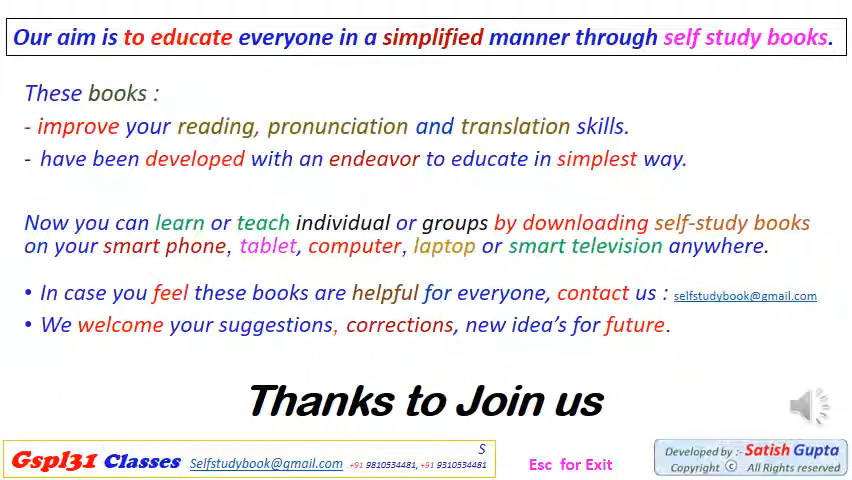 Our aim is to educate everyone in a simplified manner through self study books.
These books :
- improve your reading, pronunciation and translation skills.
- have been developed with an endeavor to educate in simplest way.
Now you can learn or teach individual or groups by downloading self-study books
on your smart phone, tablet, computer, laptop or smart television anywhere.
• In case you feel these books are helpful for everyone, contact us : selfstudybook@gmail.com
• We welcome your suggestions, corrections, new idea's for future.
Thanks to Join us
S
Gspl31 Classes Selfstudybook@gmail.com +91 9810534481, +91 9310534481
Esc for Exit
Developed by :- Satish Gupta
Copyright © All Rights reserved